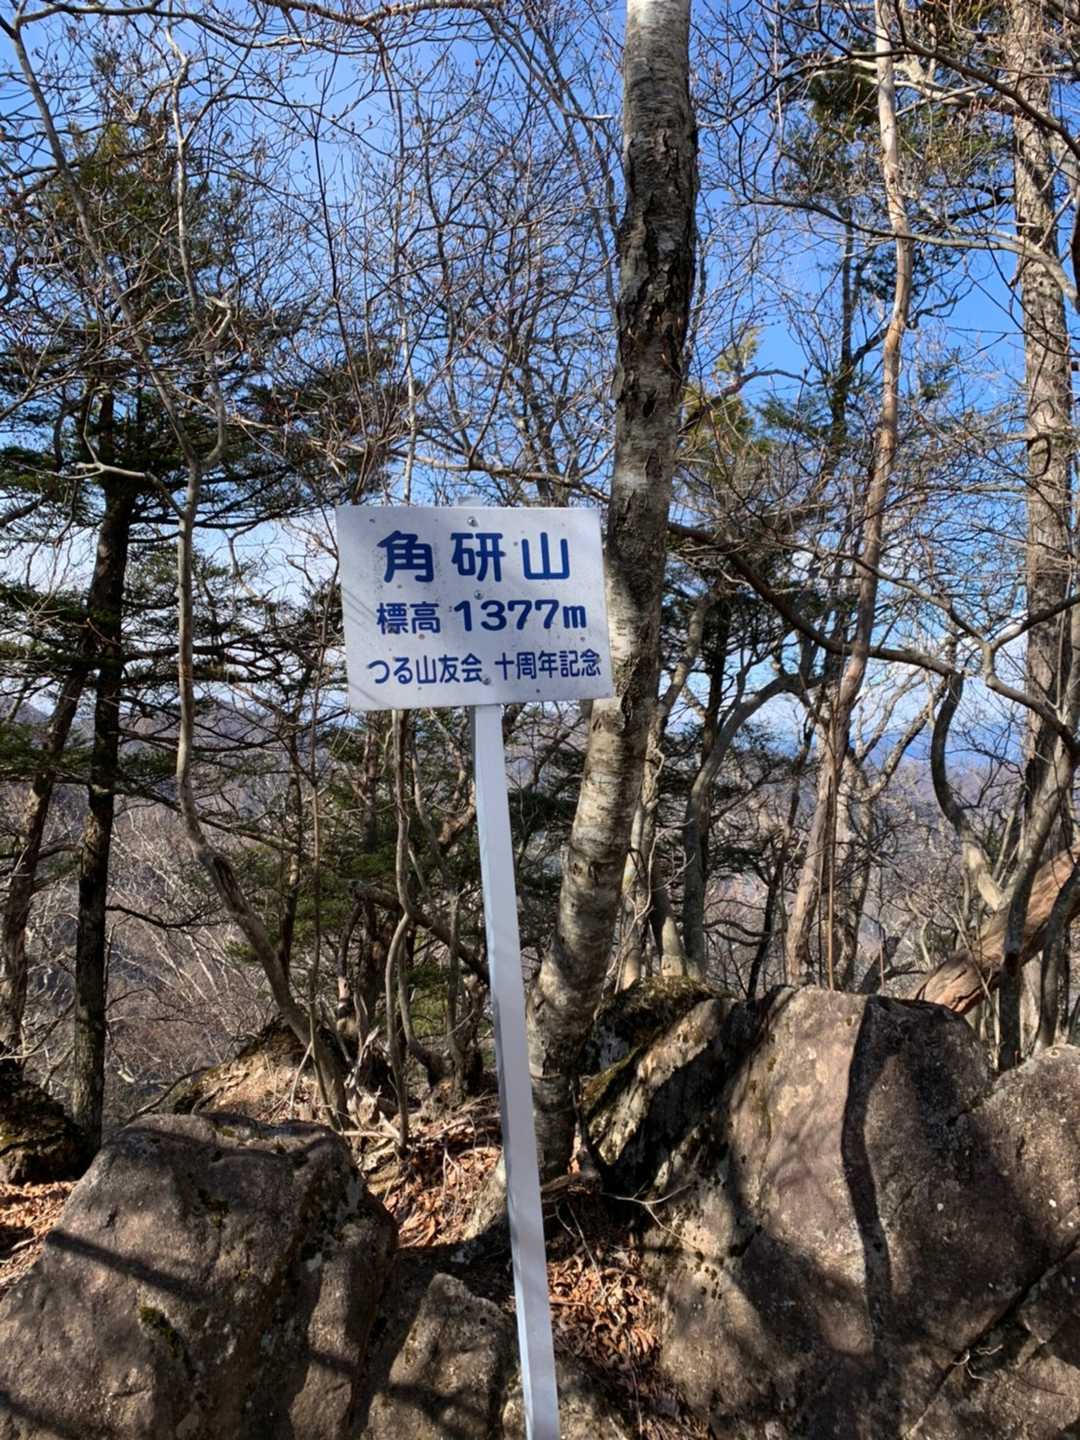 角研山
標高 1377m
つる山友会 十周年記念